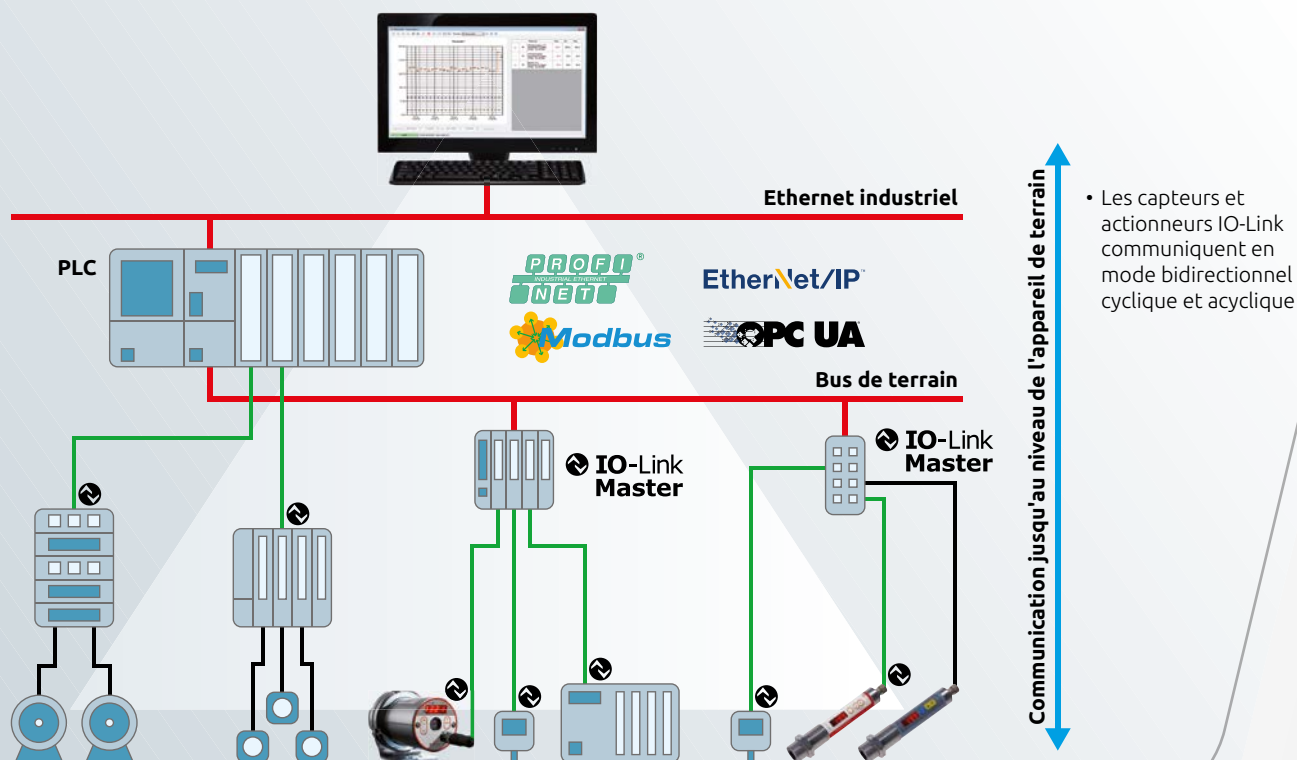 Ethernet industriel
PLC
PROFI®
INDUSTRIAL ETHERNET
NET
EtherNet/IP™
Modbus
OPC UA
Bus de terrain
IO-Link
Master
IO-Link
Master
Communication jusqu'au niveau de l'appareil de terrain
• Les capteurs et
actionneurs IO-Link
communiquent en
mode bidirectionnel
cyclique et acyclique